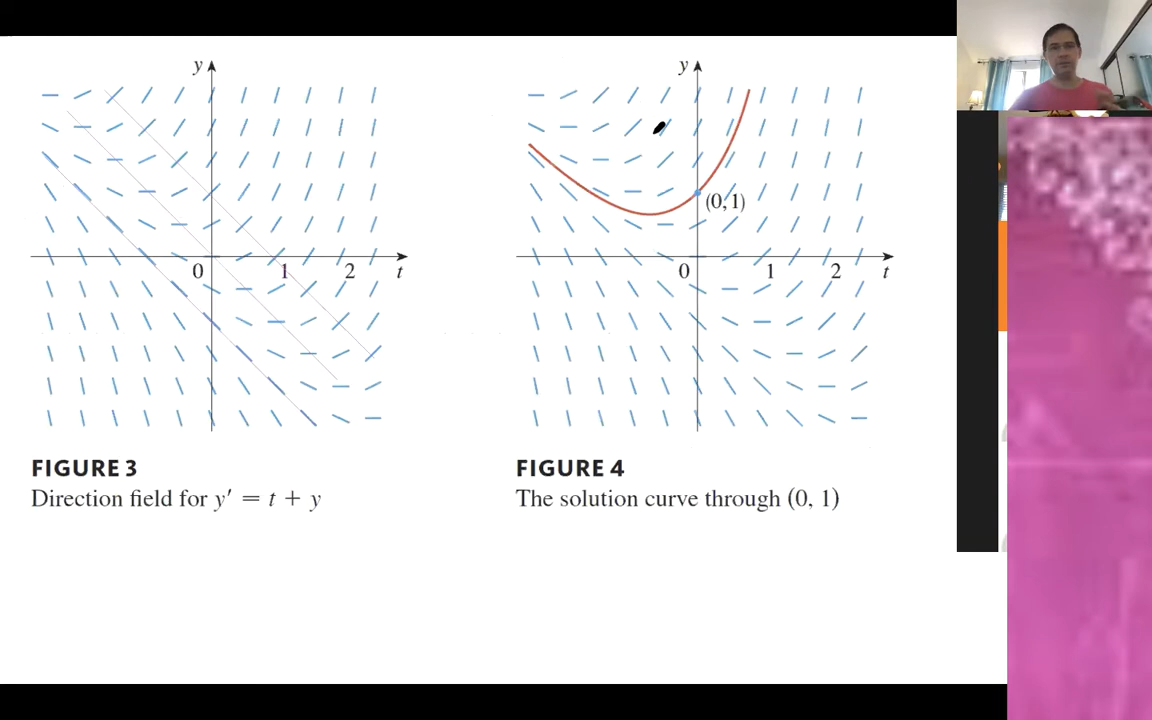 y
0
1
2
t
FIGURE 3
Direction field for y′ = t + y
y
(0, 1)
0
1
2
t
FIGURE 4
The solution curve through (0, 1)